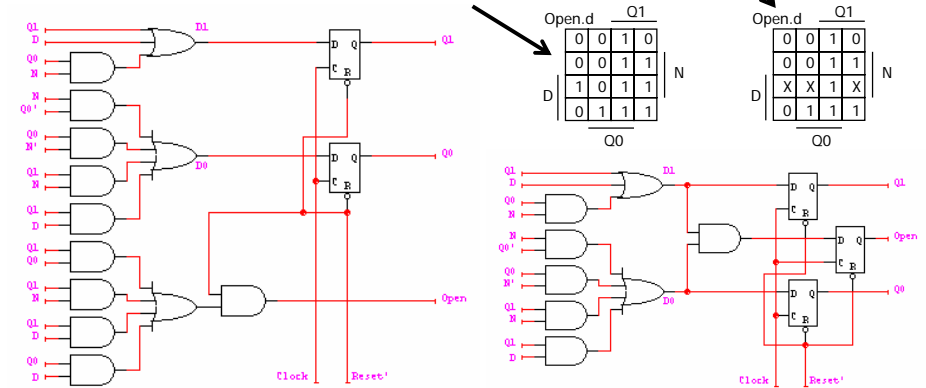 Q1
D
Q0
N
D1
D Q
C
R
Q1
N
Q0'
Q0
N'
Q1
N
Q1
D
D0
D Q
C
R
Q0
Q1
Q0
Q1
N
Q1
D
Q0
D
Open
Clock
Reset'
Open.d
Q1
0 0 1 0
0 0 1 1
1 0 1 1
0 1 1 1
D
N
Q0
Open.d
Q1
0 0 1 0
0 0 1 1
X X 1 X
0 1 1 1
D
N
Q0
Q1
D
Q0
N
D1
D Q
C
R
Q1
N
Q0'
Q0
N'
Q1
N
Q1
D
D0
D Q
C
R
Open
D Q
C
R
Q0
Clock
Reset'